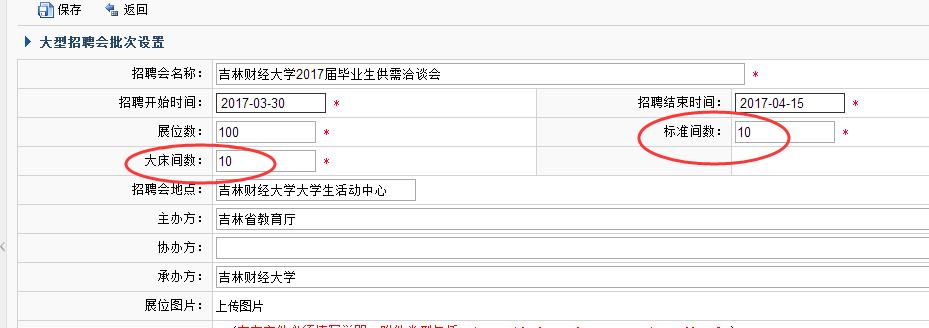 保存 返回
大型招聘会批次设置
招聘会名称： 吉林财经大学2017届毕业生供需洽谈会 *
招聘开始时间： 2017-03-30 * 招聘结束时间： 2017-04-15 *
展位数： 100 * 标准间数： 10 *
大床间数： 10 *
招聘会地点： 吉林财经大学大学生活动中心
主办方： 吉林省教育厅
协办方：
承办方： 吉林财经大学
展位图片： 上传图片